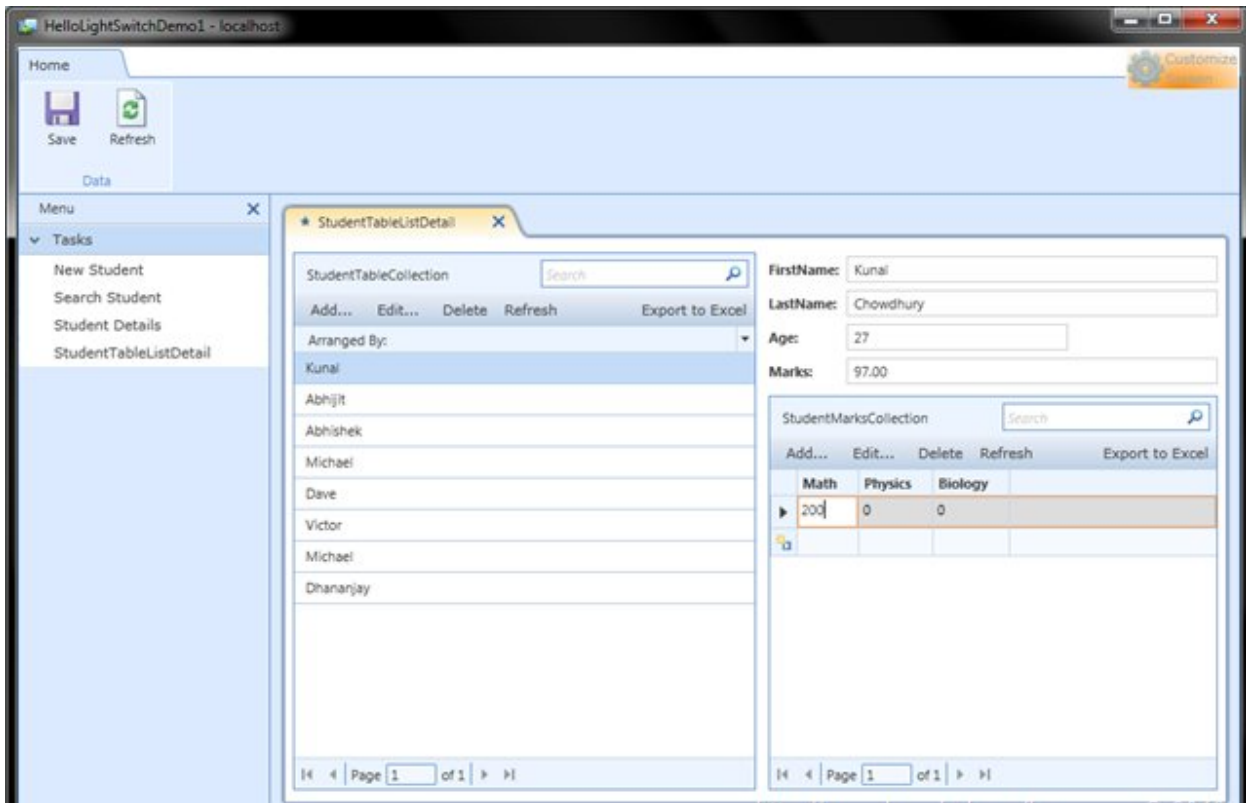 HelloLightSwitchDemo1 - localhost
Home
Customize
Save
Refresh
Data
Menu
Tasks
New Student
Search Student
Student Details
StudentTableListDetail
StudentTableListDetail
StudentTableCollection
Search
Add... Edit... Delete Refresh Export to Excel
Arranged By:
Kunal
Abhijit
Abhishek
Michael
Dave
Victor
Michael
Dhananjay
Page 1 of 1
FirstName: Kunal
LastName: Chowdhury
Age: 27
Marks: 97.00
StudentMarksCollection
Search
Add... Edit... Delete Refresh Export to Excel
Math Physics Biology
200 0 0
Page 1 of 1